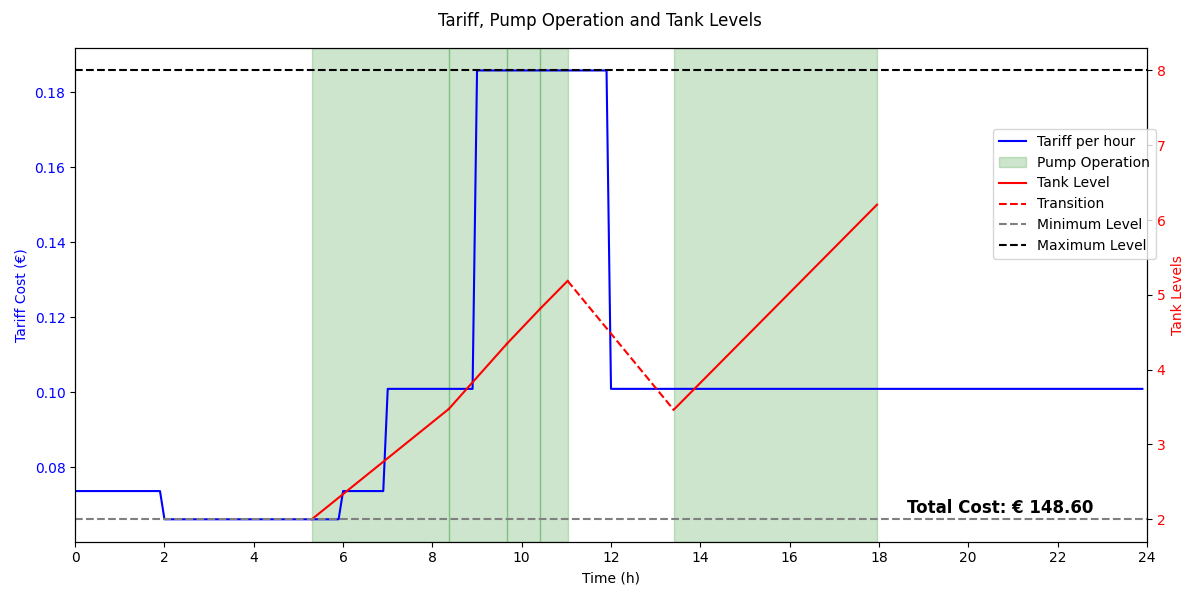 Tariff, Pump Operation and Tank Levels
Tariff Cost (€)
0.18
0.16
0.14
0.12
0.10
0.08
0 2 4 6 8 10 12 14 16 18 20 22 24
Time (h)
8
7
6
5
4
3
2
Tank Levels
Tariff per hour
Pump Operation
Tank Level
Transition
Minimum Level
Maximum Level
Total Cost: € 148.60